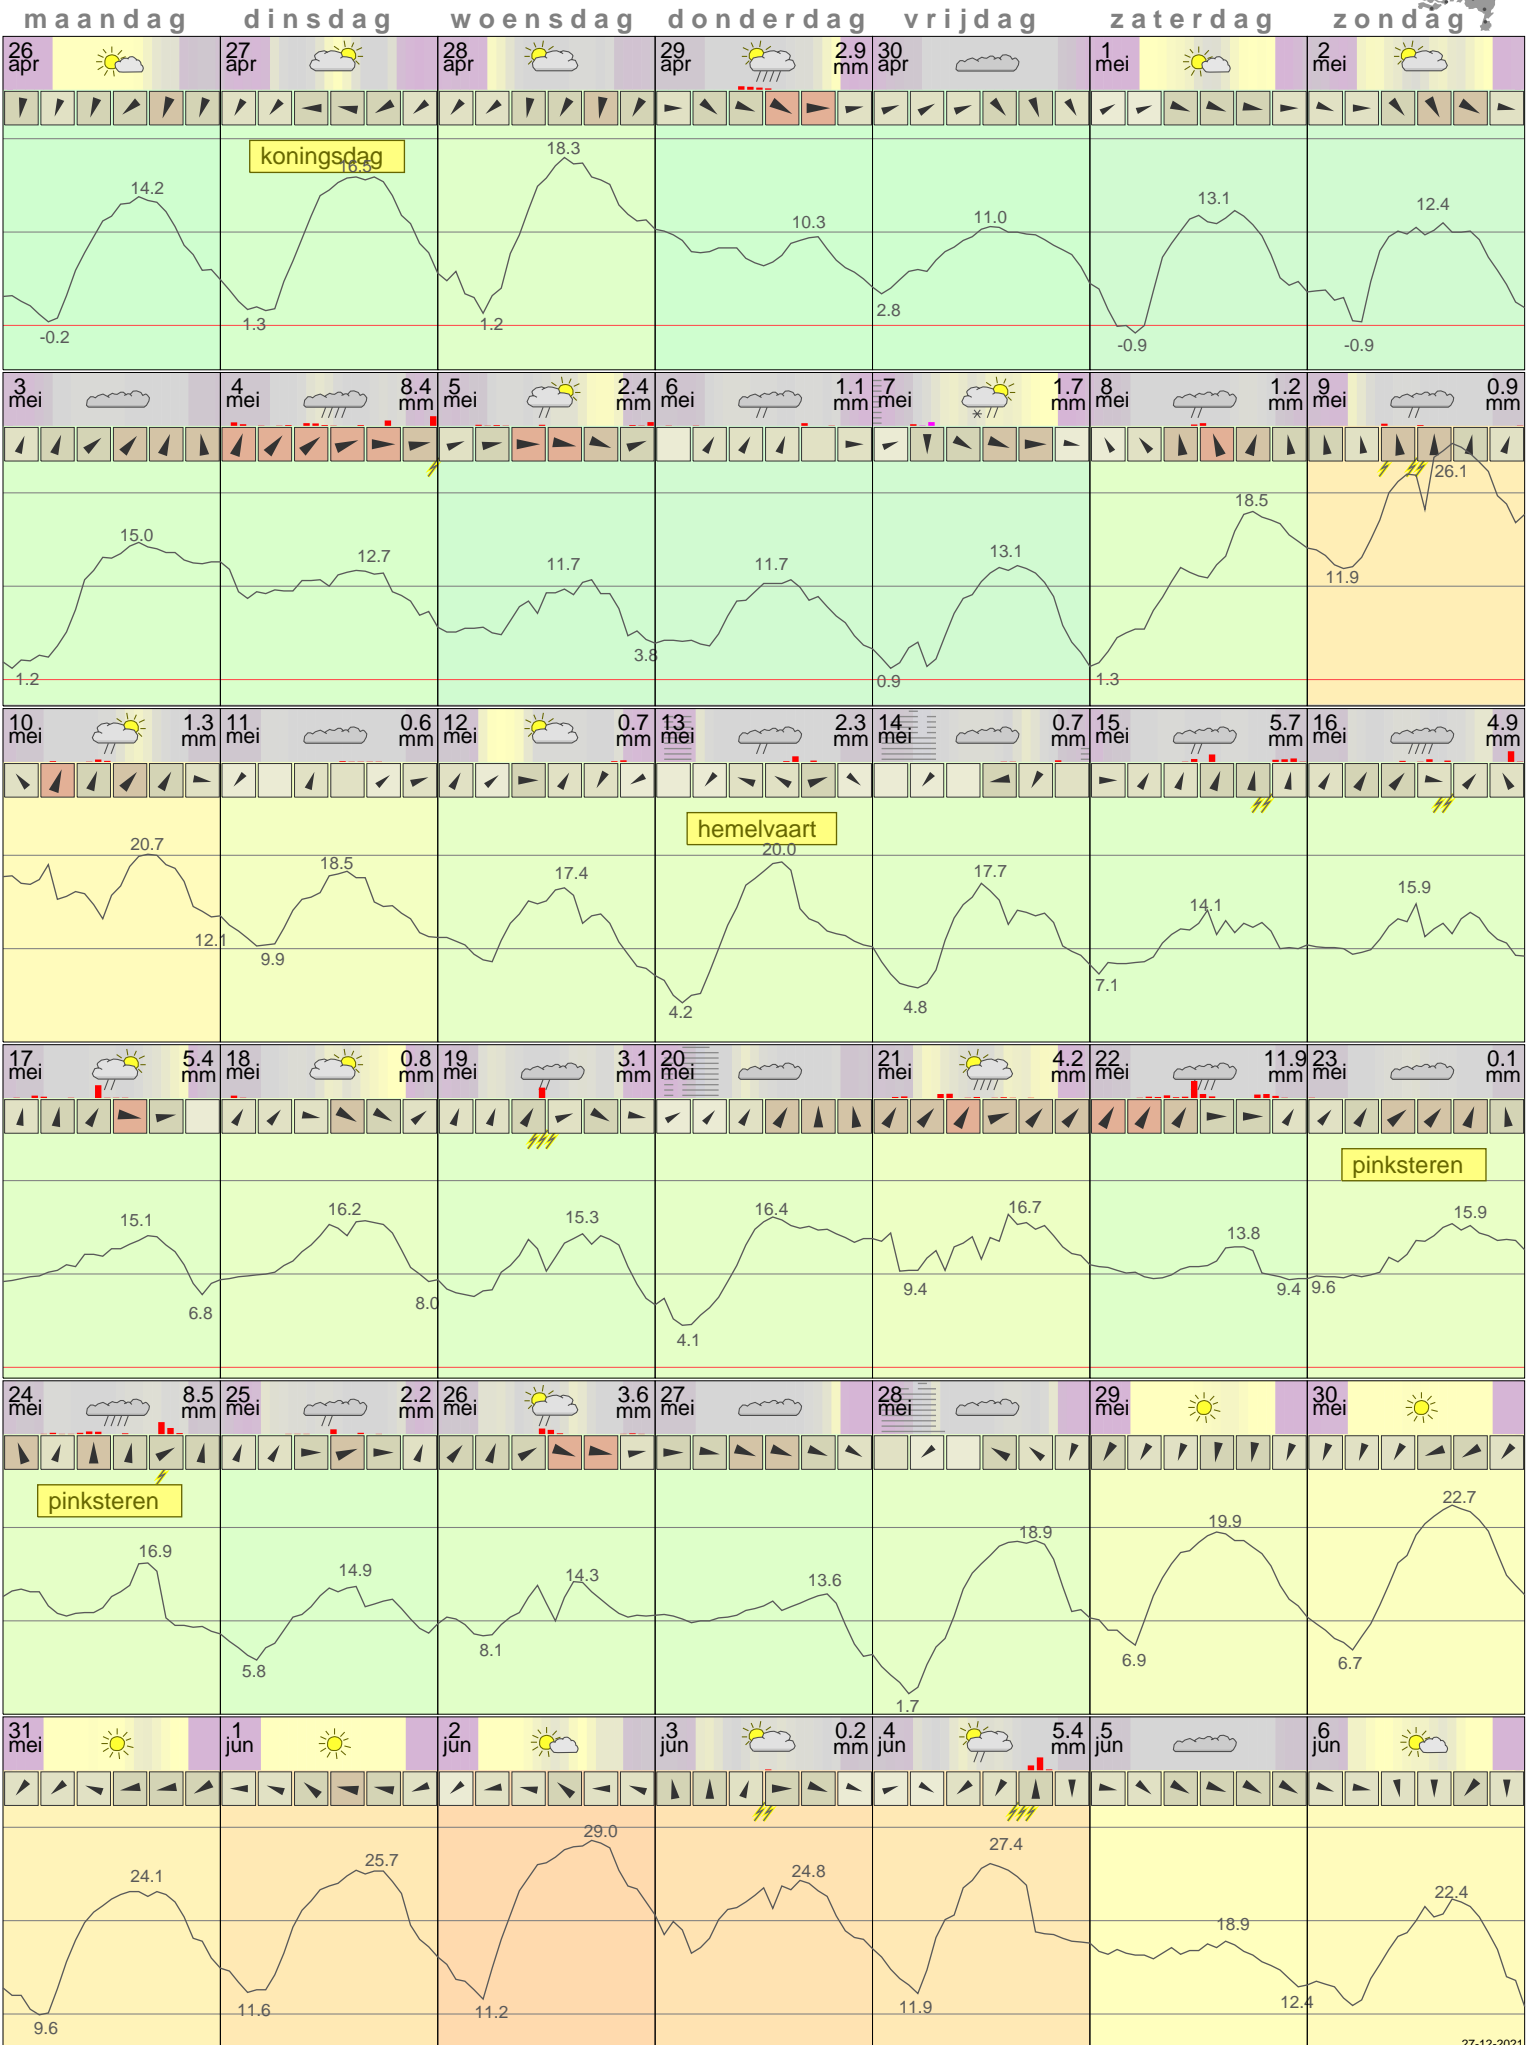 maandag dinsdag woensdag donderdag vrijdag zaterdag zondag
26 27 28 29 2.9 30 1 2
apr apr apr apr mm apr mei mei
koningsdag
14.2 16.5 18.3 10.3 11.0 13.1 12.4
-0.2 1.3 1.2 2.8 -0.9 -0.9
3 4 8.4 5 2.4 6 1.1 7 1.7 8 1.2 9 0.9
mei mei mm mei mm mei mm mei mm mei mm mei mm
15.0 12.7 11.7 11.7 13.1 18.5 26.1
1.2 3.8 0.9 1.3 11.9
10 1.3 11 0.6 12 0.7 13 2.3 14 0.7 15 5.7 16 4.9
mei mm mei mm mei mm mei mm mei mm mei mm mei mm
hemelvaart
20.7 18.5 17.4 20.0 17.7 14.1 15.9
12.1 9.9 4.2 4.8 7.1
17 5.4 18 0.8 19 3.1 20 21 4.2 22 11.9 23 0.1
mei mm mei mm mei mm mei mei mm mei mm mei mm
pinksteren
15.1 16.2 15.3 16.4 16.7 13.8 15.9
6.8 8.0 4.1 9.4 9.4 9.6
24 8.5 25 2.2 26 3.6 27 28 29 30
mei mm mei mm mei mm mei mei mei mei
pinksteren
16.9 14.9 14.3 13.6 18.9 19.9 22.7
5.8 8.1 1.7 6.9 6.7
31 1 2 3 0.2 4 5.4 5 6
mei jun jun jun mm jun mm jun jun
24.1 25.7 29.0 24.8 27.4 18.9 22.4
9.6 11.6 11.2 11.9 12.4
27-12-2021